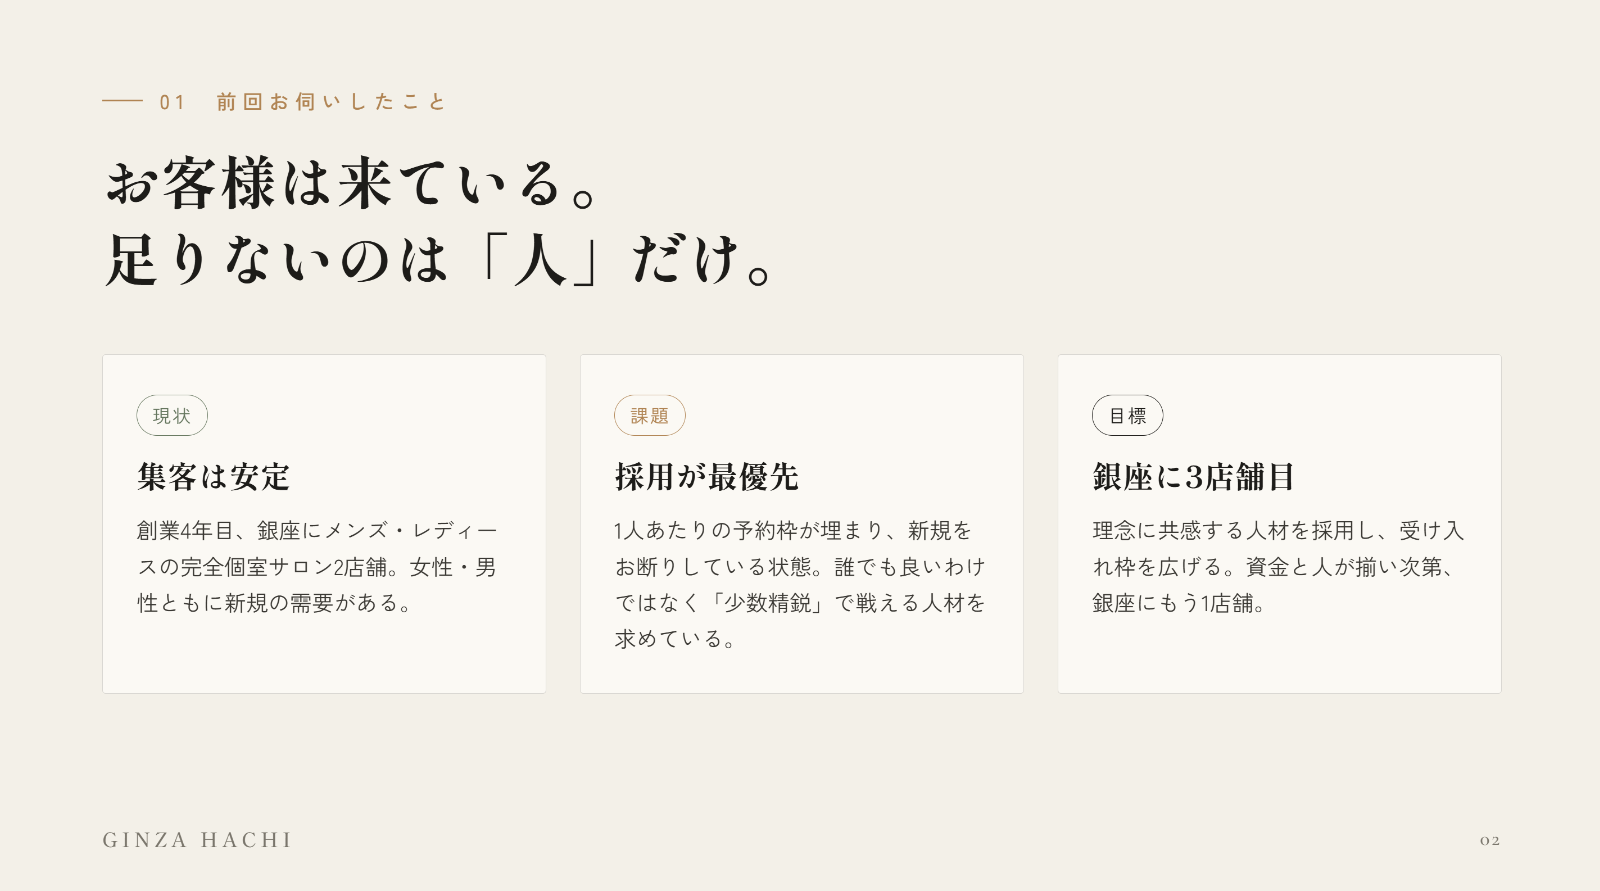 01 前回お伺いしたこと
お客様は来ている。
足りないのは「人」だけ。
現状
集客は安定
創業4年目、銀座にメンズ・レディー
スの完全個室サロン2店舗。女性・男
性ともに新規の需要がある。
課題
採用が最優先
1人あたりの予約枠が埋まり、新規を
お断りしている状態。誰でも良いわけ
ではなく「少数精鋭」で戦える人材を
求めている。
目標
銀座に3店舗目
理念に共感する人材を採用し、受け入
れ枠を広げる。資金と人が揃い次第、
銀座にもう1店舗。
GINZA HACHI
02